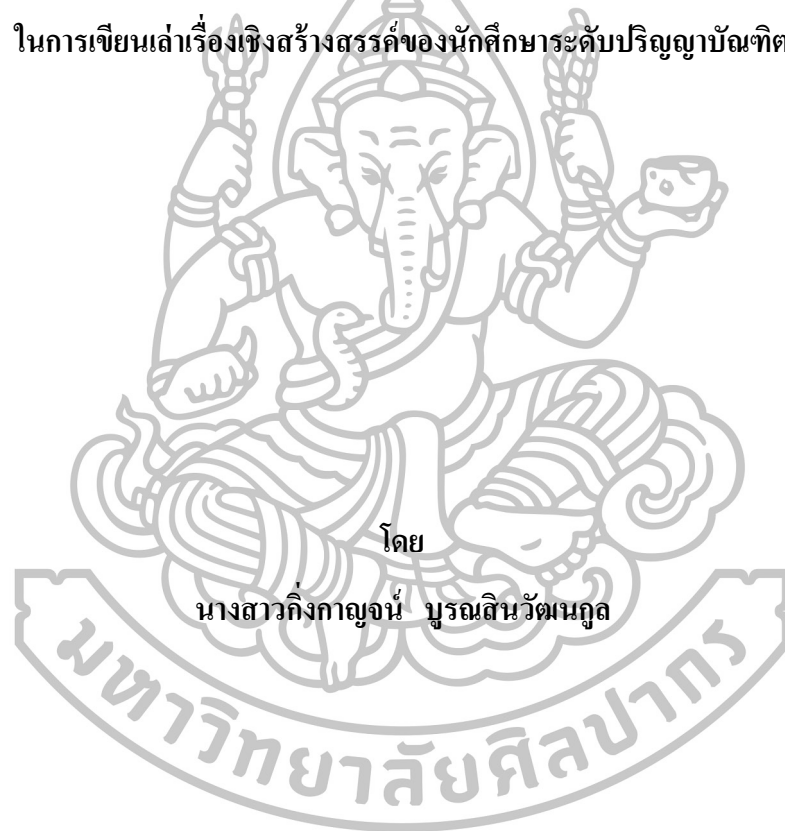 ในการเขียนเล่าเรื่องเชิงสร้างสรรค์ของนักศึกษาระดับปริญญาบัณฑิต
โดย
นางสาวกิ่งกาญจน์ บูรณสินวัฒนกูล
มหาวิทยาลัยศิลปากร